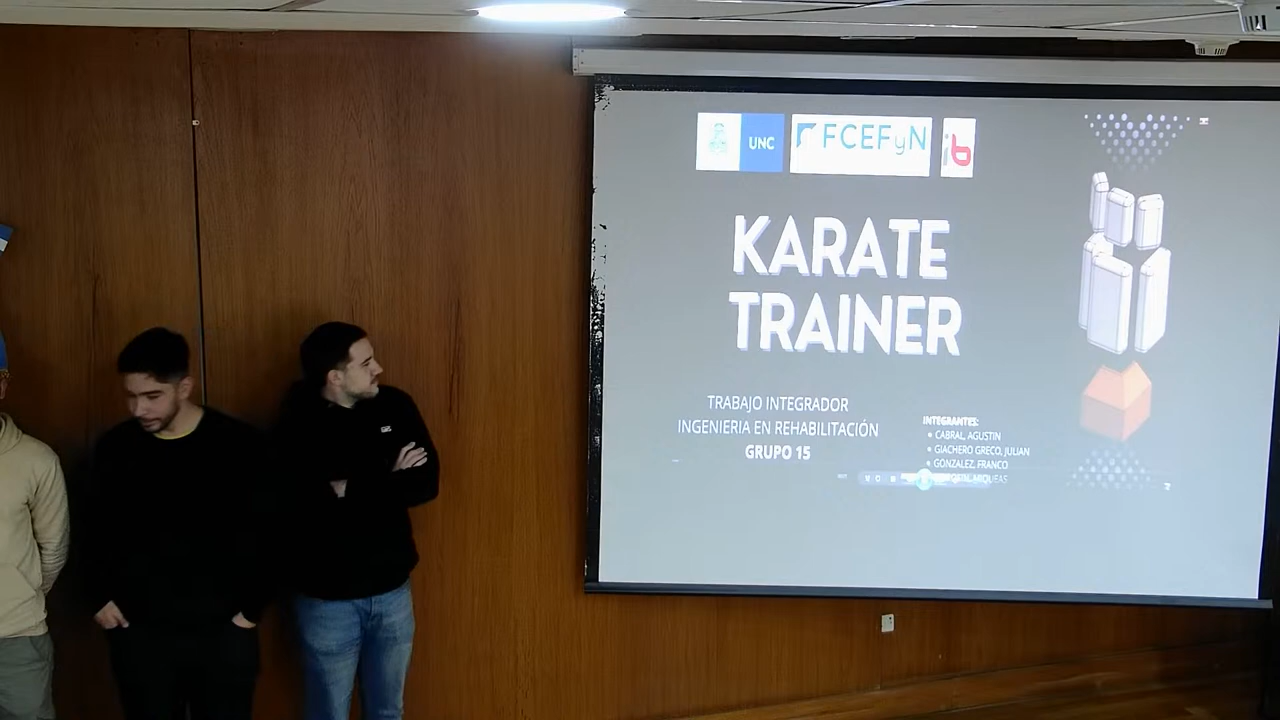 UNC
FCEFyN
ib
KARATE
TRAINER
TRABAJO INTEGRADOR
INGENIERIA EN REHABILITACIÓN
GRUPO 15
INTEGRANTES:
CABRAL, AGUSTIN
GIACHERO GRECO, JULIAN
GONZALEZ, FRANCO